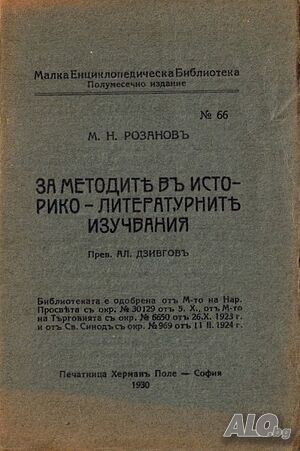 Малка Енциклопедическа Библиотека
Полумесечно издание
№ 66
М. Н. РОЗАНОВЪ
ЗА МЕТОДИТѢ ВЪ ИСТО-
РИКО – ЛИТЕРАТУРНИТѢ
ИЗУЧВАНИЯ
Прев. АЛ. ДЗИВГОВЪ
Библиотеката е одобрена отъ М-то на Нар.
Просвѣта съ окр. № 30129 отъ 5. X., отъ М-то
на Търговията съ окр. № 6650 отъ 26.X. 1923 г
и отъ Св. Синодъ съ окр. № 969 отъ 11 II. 1924 г.
Печатница Херманъ Поле — София
1930
ALO.bg